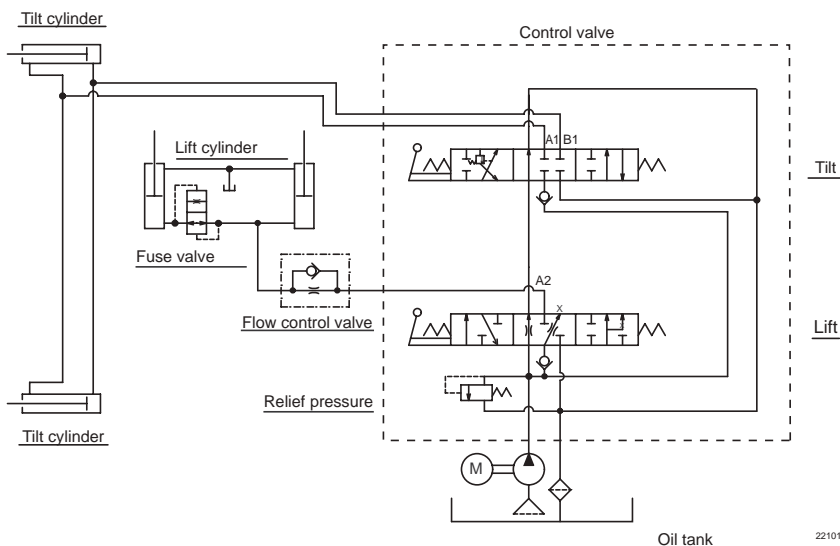 Tilt cylinder
Control valve
A1 B1
Lift cylinder
Tilt
Fuse valve
A2
x
Flow control valve
Lift
Relief pressure
Tilt cylinder
M
Oil tank
22101